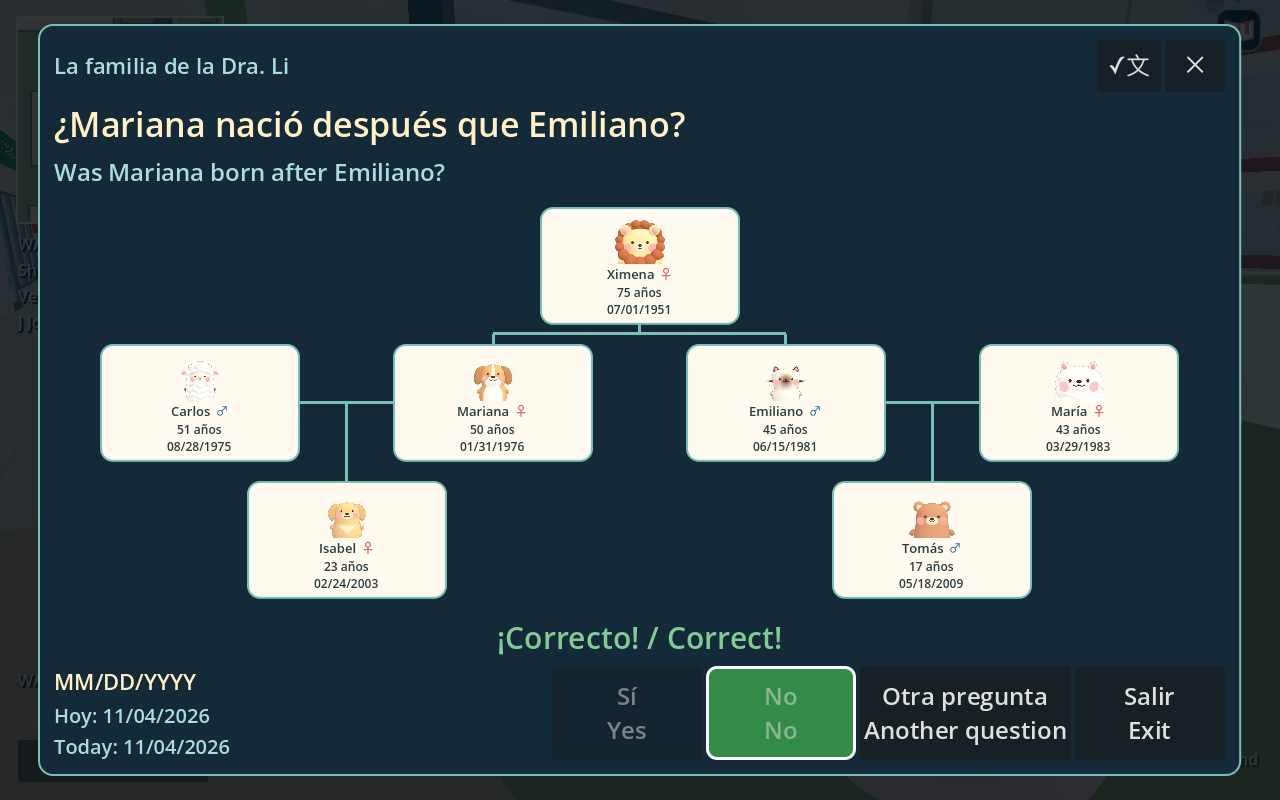 La familia de la Dra. Li
✓文
¿Mariana nació después que Emiliano?
Was Mariana born after Emiliano?
Ximena ♀
75 años
07/01/1951
Carlos ♂
51 años
08/28/1975
Mariana ♀
50 años
01/31/1976
Emiliano ♂
45 años
06/15/1981
María ♀
43 años
03/29/1983
Isabel ♀
23 años
02/24/2003
Tomás ♂
17 años
05/18/2009
¡Correcto! / Correct!
MM/DD/YYYY
Hoy: 11/04/2026
Today: 11/04/2026
Sí
Yes
No
No
Otra pregunta
Another question
Salir
Exit